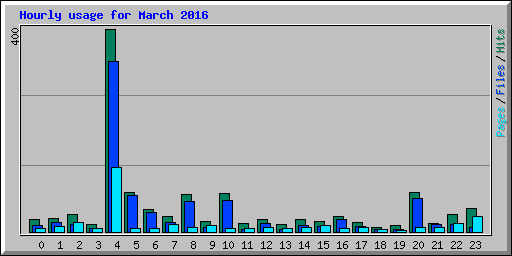 Hourly usage for March 2016
400
Pages/Files/Hits
0 1 2 3 4 5 6 7 8 9 10 11 12 13 14 15 16 17 18 19 20 21 22 23